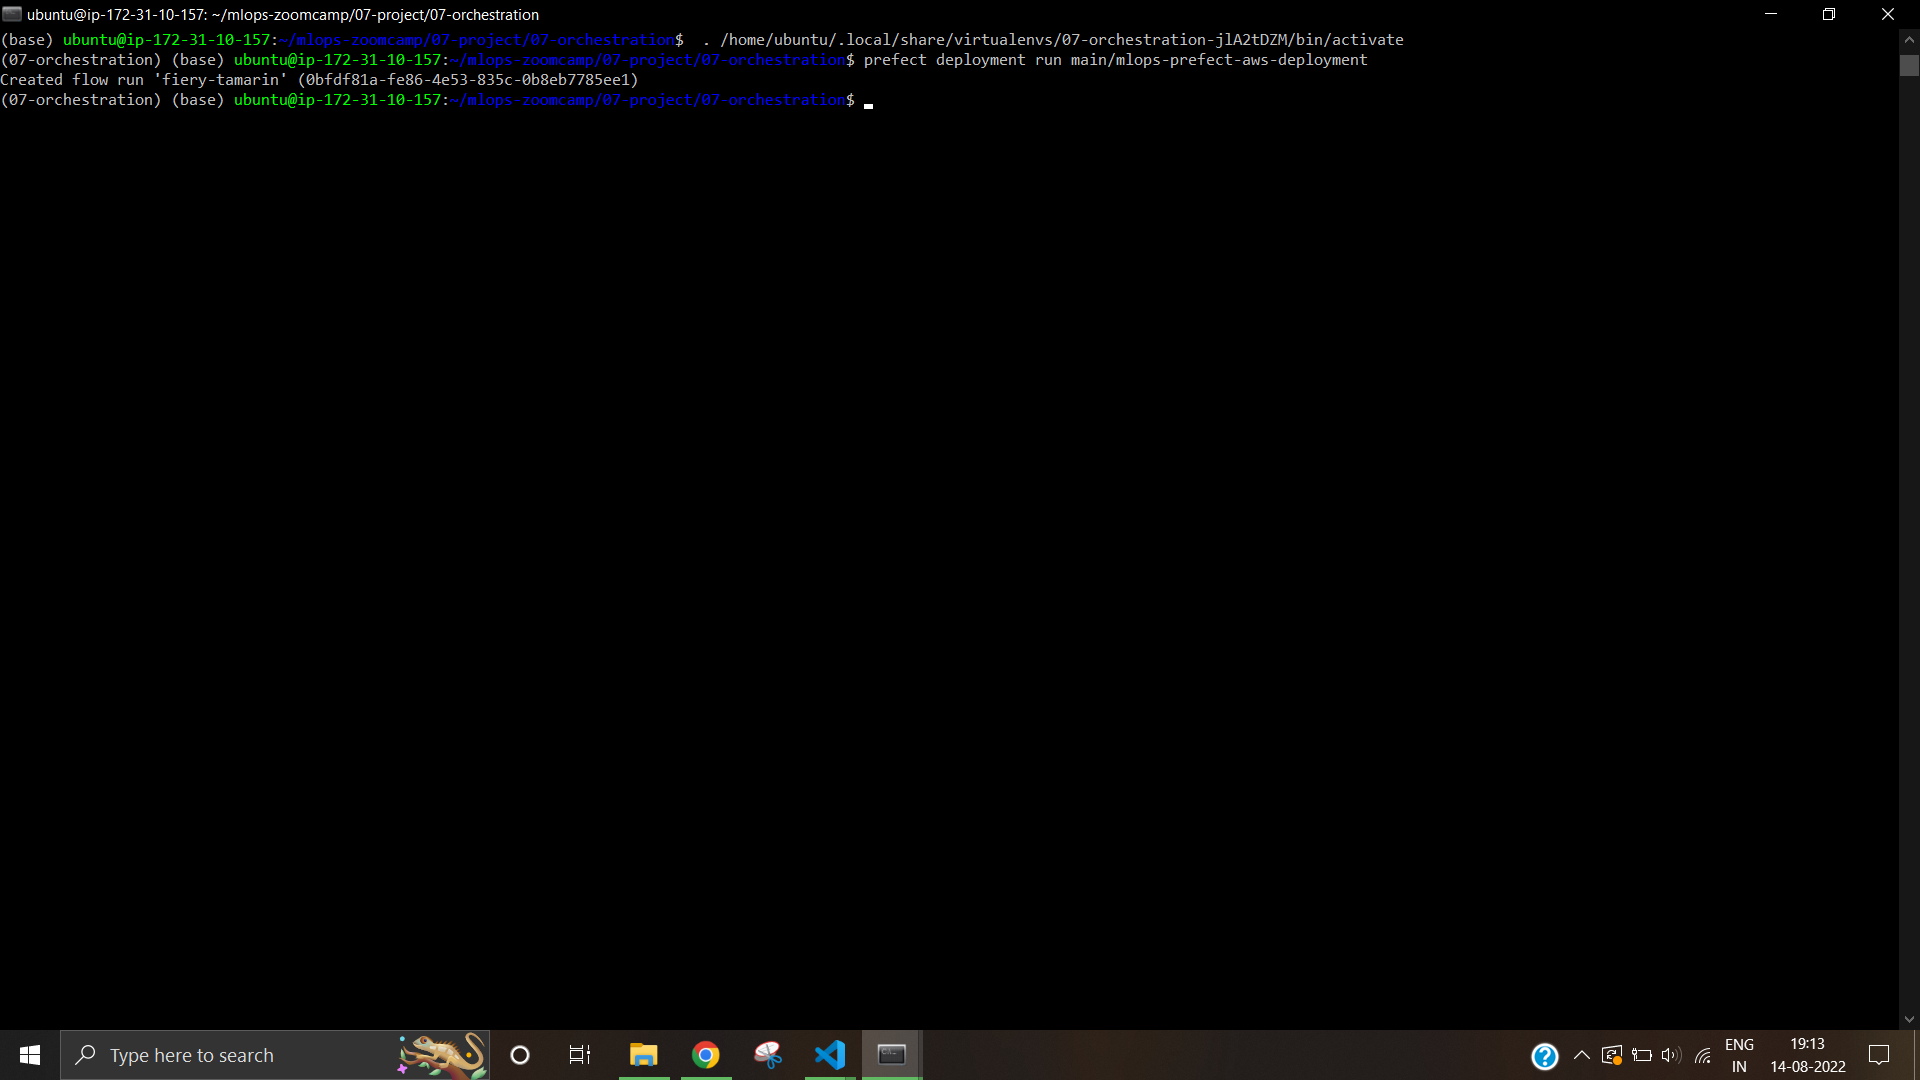 ubuntu@ip-172-31-10-157: ~/mlops-zoomcamp/07-project/07-orchestration
(base) ubuntu@ip-172-31-10-157:~/mlops-zoomcamp/07-project/07-orchestration$  . /home/ubuntu/.local/share/virtualenvs/07-orchestration-jlA2tDZM/bin/activate
(07-orchestration) (base) ubuntu@ip-172-31-10-157:~/mlops-zoomcamp/07-project/07-orchestration$ prefect deployment run main/mlops-prefect-aws-deployment
Created flow run 'fiery-tamarin' (0bfdf81a-fe86-4e53-835c-0b8eb7785ee1)
(07-orchestration) (base) ubuntu@ip-172-31-10-157:~/mlops-zoomcamp/07-project/07-orchestration$
Type here to search
ENG
IN
19:13
14-08-2022